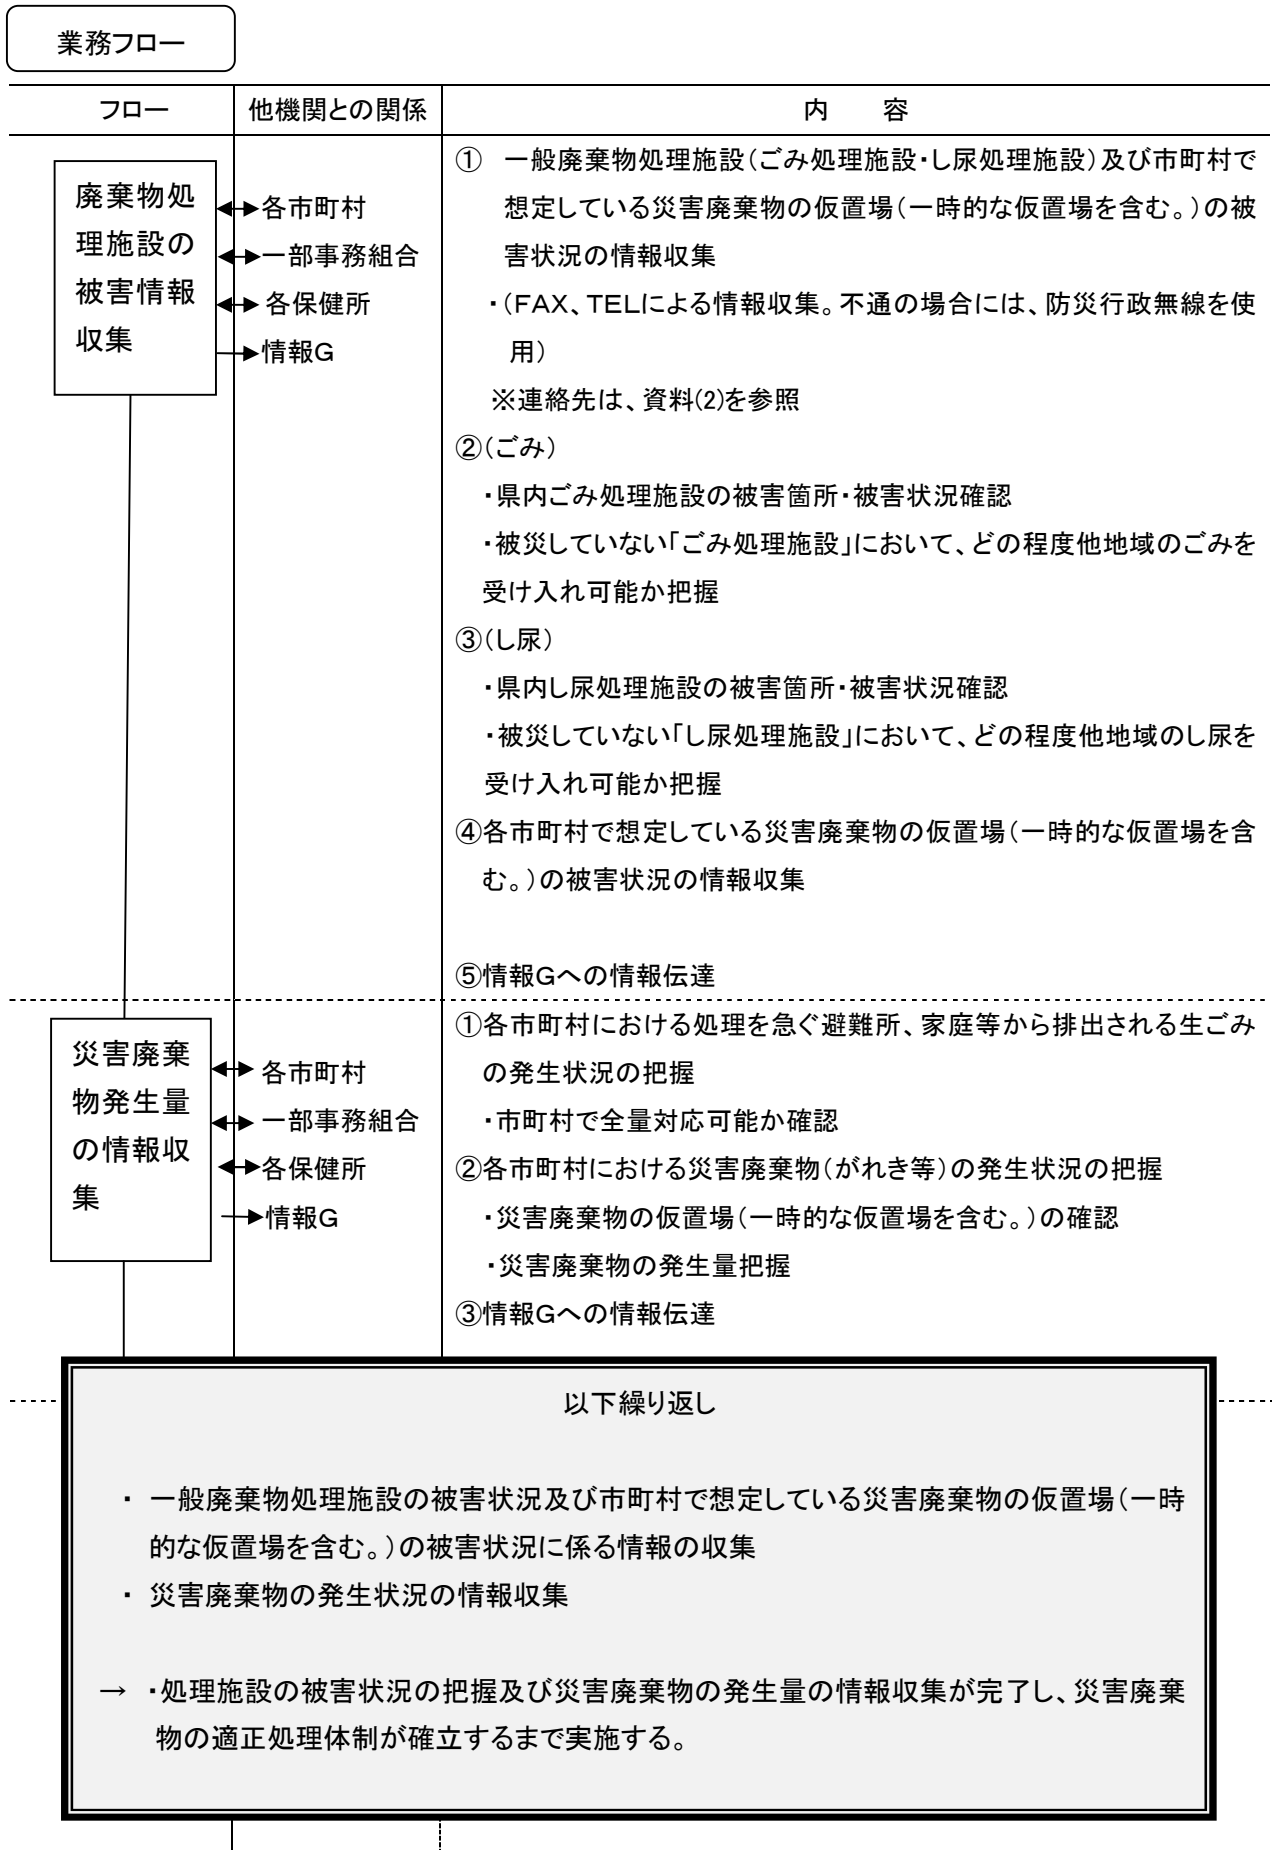 業務フロー
フロー
他機関との関係
内　　容
廃棄物処
理施設の
被害情報
収集
各市町村
一部事務組合
各保健所
情報G
①　一般廃棄物処理施設（ごみ処理施設・し尿処理施設）及び市町村で
想定している災害廃棄物の仮置場（一時的な仮置場を含む。）の被
害状況の情報収集
・（FAX、TELによる情報収集。不通の場合には、防災行政無線を使
用）
※連絡先は、資料(2)を参照
②（ごみ）
・県内ごみ処理施設の被害箇所・被害状況確認
・被災していない「ごみ処理施設」において、どの程度他地域のごみを
受け入れ可能か把握
③（し尿）
・県内し尿処理施設の被害箇所・被害状況確認
・被災していない「し尿処理施設」において、どの程度他地域のし尿を
受け入れ可能か把握
④各市町村で想定している災害廃棄物の仮置場（一時的な仮置場を含
む。）の被害状況の情報収集
⑤情報Gへの情報伝達
災害廃棄
物発生量
の情報収
集
各市町村
一部事務組合
各保健所
情報G
①各市町村における処理を急ぐ避難所、家庭等から排出される生ごみ
の発生状況の把握
・市町村で全量対応可能か確認
②各市町村における災害廃棄物（がれき等）の発生状況の把握
・災害廃棄物の仮置場（一時的な仮置場を含む。）の確認
・災害廃棄物の発生量把握
③情報Gへの情報伝達
以下繰り返し
・ 一般廃棄物処理施設の被害状況及び市町村で想定している災害廃棄物の仮置場（一時
的な仮置場を含む。）の被害状況に係る情報の収集
・ 災害廃棄物の発生状況の情報収集
→ ・処理施設の被害状況の把握及び災害廃棄物の発生量の情報収集が完了し、災害廃棄
物の適正処理体制が確立するまで実施する。